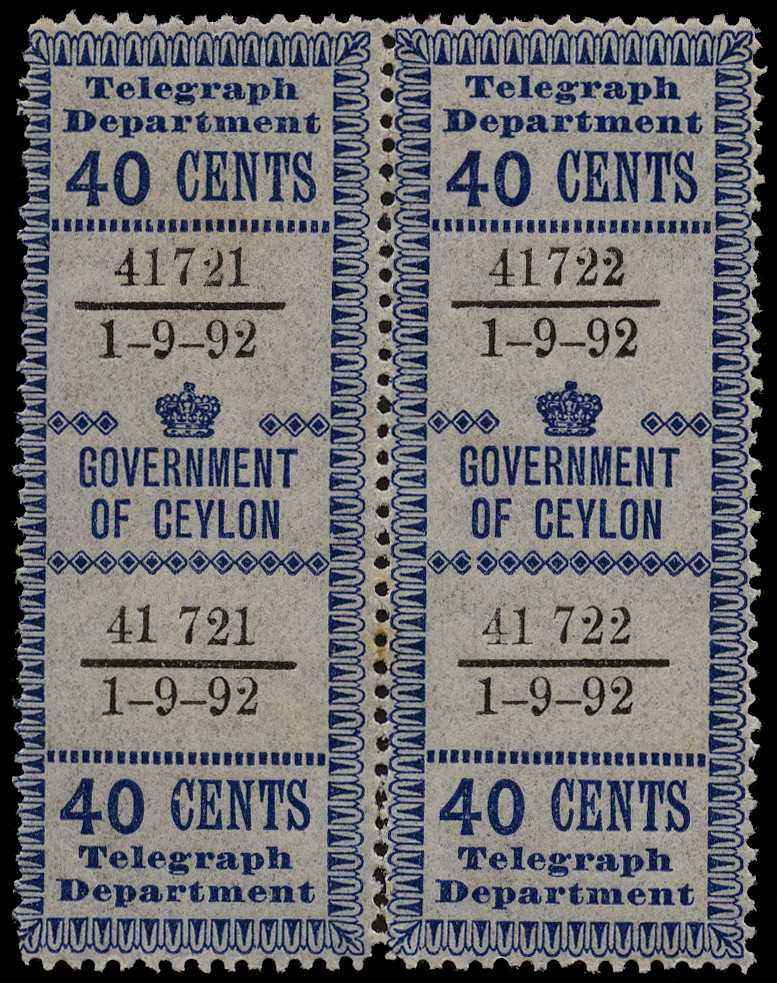 Telegraph
Department
40 CENTS
41721
1-9-92
GOVERNMENT
OF CEYLON
41 721
1-9-92
40 CENTS
Telegraph
Department
Telegraph
Department
40 CENTS
41722
1-9-92
GOVERNMENT
OF CEYLON
41 722
1-9-92
40 CENTS
Telegraph
Department